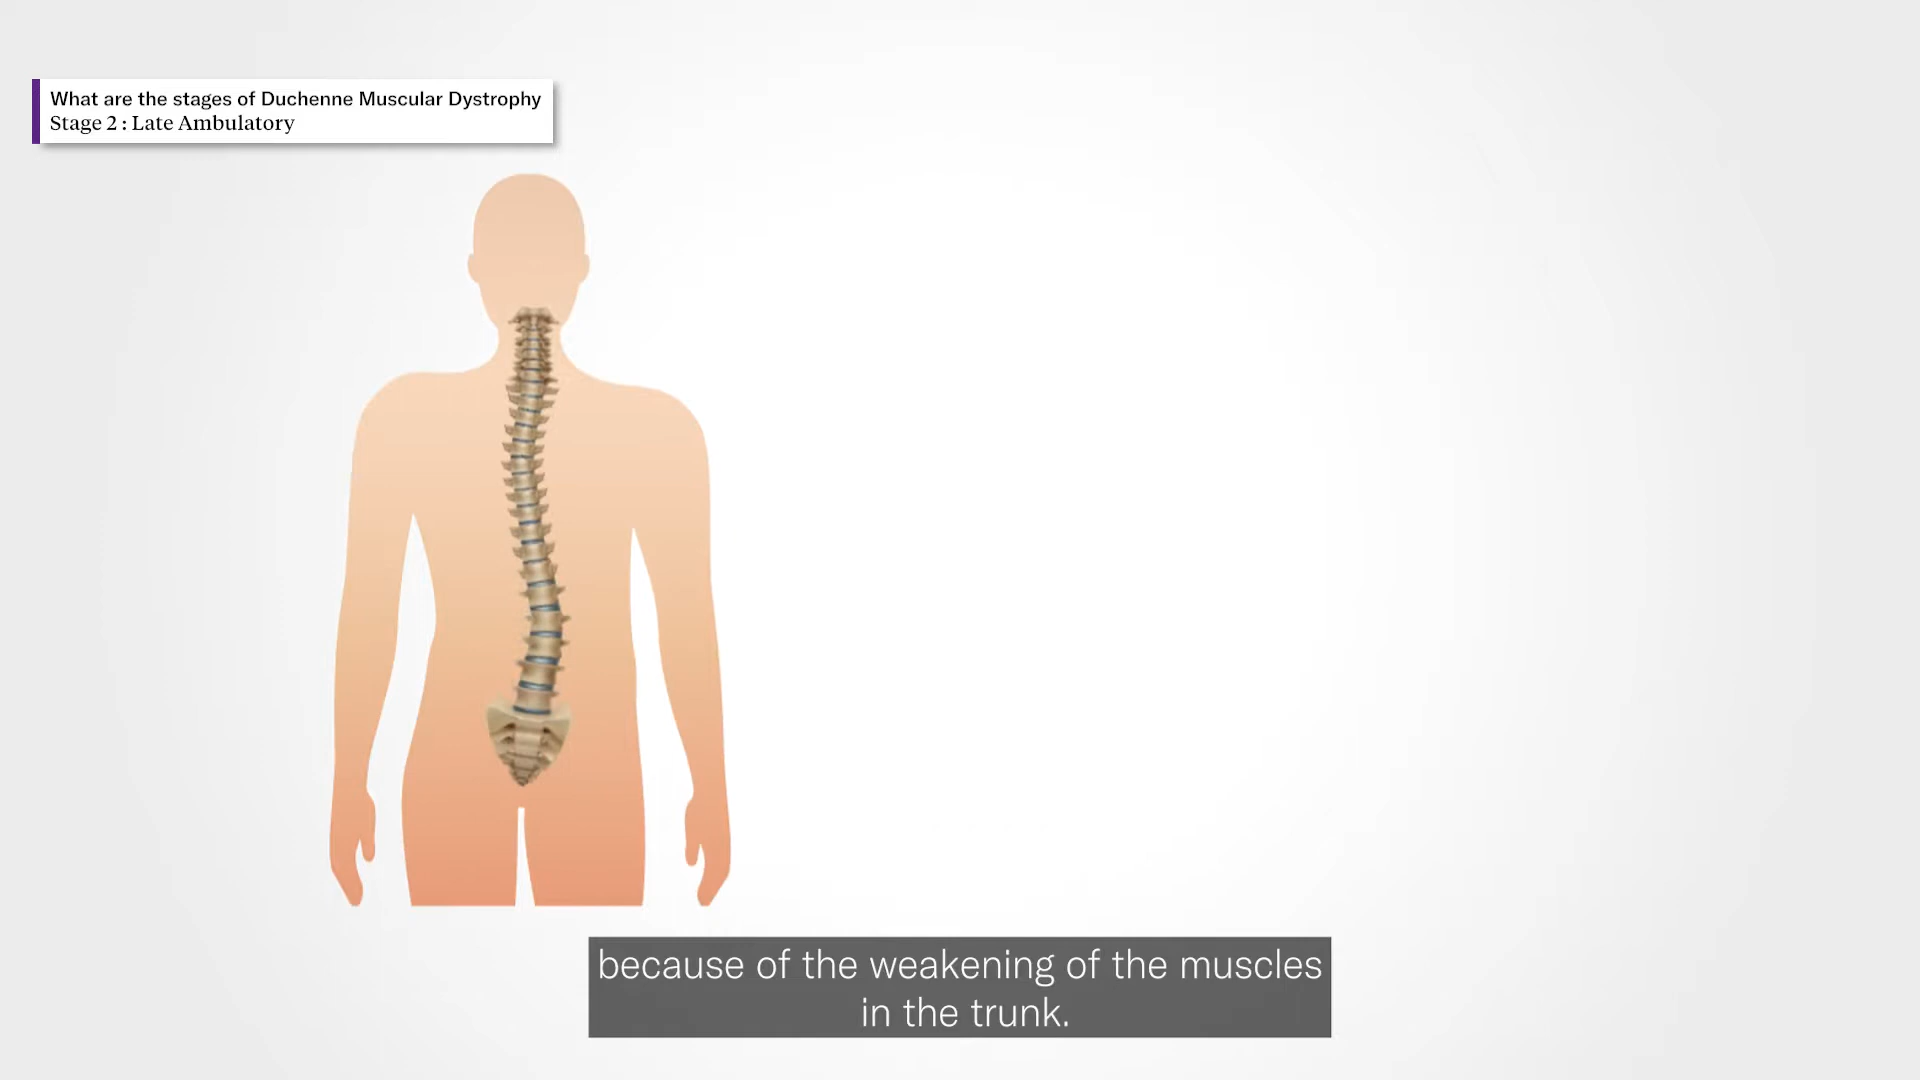 What are the stages of Duchenne Muscular Dystrophy
Stage 2 : Late Ambulatory
because of the weakening of the muscles
in the trunk.